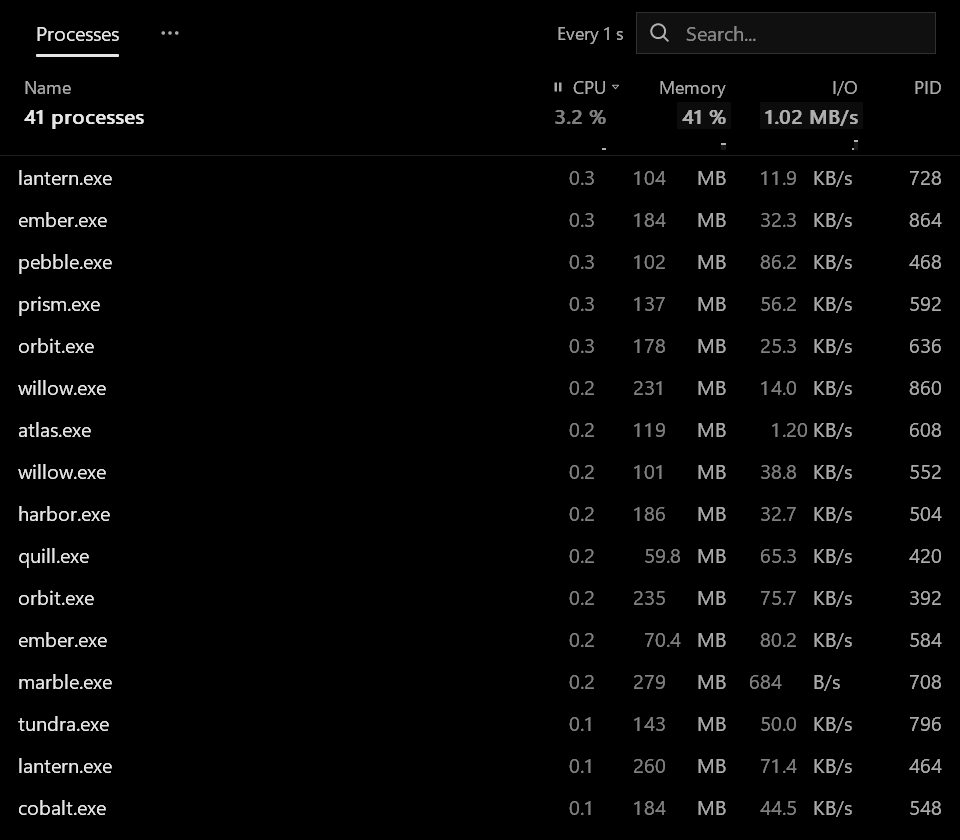 Processes ··· Every 1 s Search...
Name CPU Memory I/O PID
41 processes 3.2 % 41 % 1.02 MB/s
lantern.exe 0.3 104 MB 11.9 KB/s 728
ember.exe 0.3 184 MB 32.3 KB/s 864
pebble.exe 0.3 102 MB 86.2 KB/s 468
prism.exe 0.3 137 MB 56.2 KB/s 592
orbit.exe 0.3 178 MB 25.3 KB/s 636
willow.exe 0.2 231 MB 14.0 KB/s 860
atlas.exe 0.2 119 MB 1.20 KB/s 608
willow.exe 0.2 101 MB 38.8 KB/s 552
harbor.exe 0.2 186 MB 32.7 KB/s 504
quill.exe 0.2 59.8 MB 65.3 KB/s 420
orbit.exe 0.2 235 MB 75.7 KB/s 392
ember.exe 0.2 70.4 MB 80.2 KB/s 584
marble.exe 0.2 279 MB 684 B/s 708
tundra.exe 0.1 143 MB 50.0 KB/s 796
lantern.exe 0.1 260 MB 71.4 KB/s 464
cobalt.exe 0.1 184 MB 44.5 KB/s 548